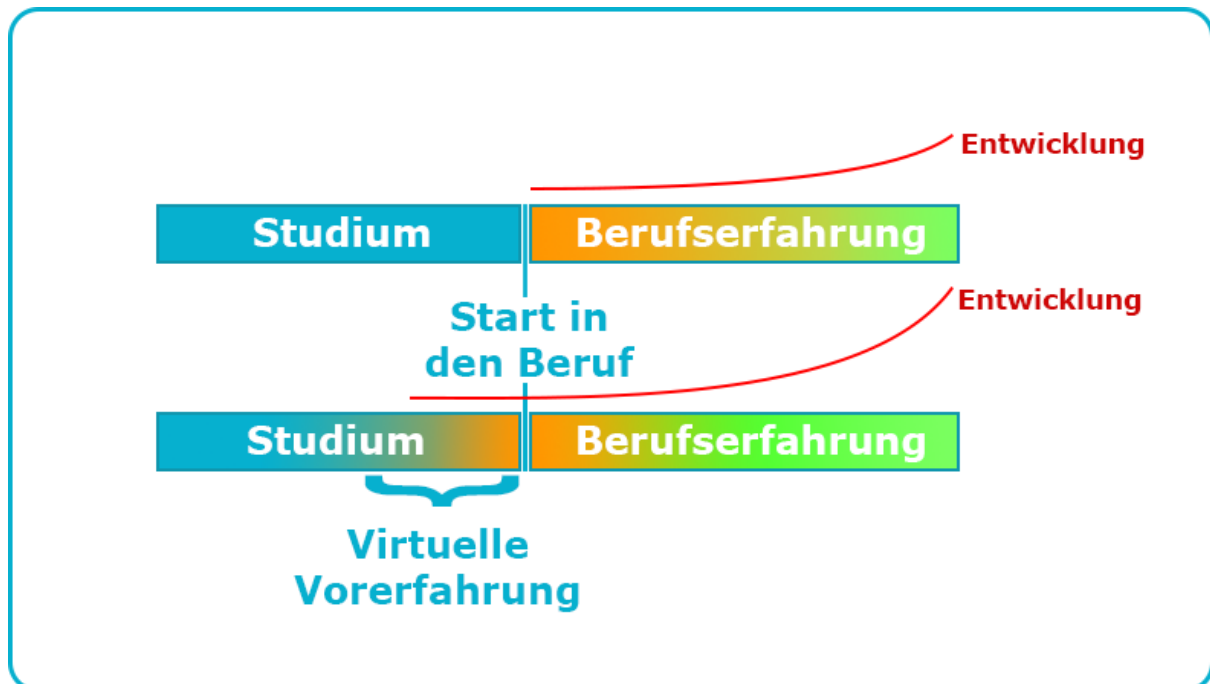 Entwicklung
Studium
Berufserfahrung
Start in
den Beruf
Entwicklung
Studium
Berufserfahrung
Virtuelle
Vorerfahrung